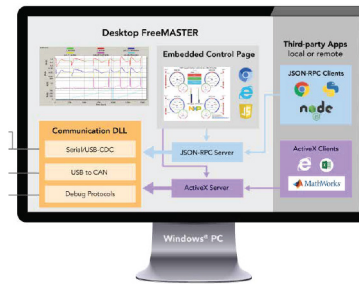 Desktop FreeMASTER
Embedded Control Page
Third-party Apps
local or remote
JSON-RPC Clients
node
Communication DLL
Serial/USB-CDC
USB to CAN
Debug Protocols
JSON-RPC Server
ActiveX Server
ActiveX Clients
MathWorks
Windows® PC